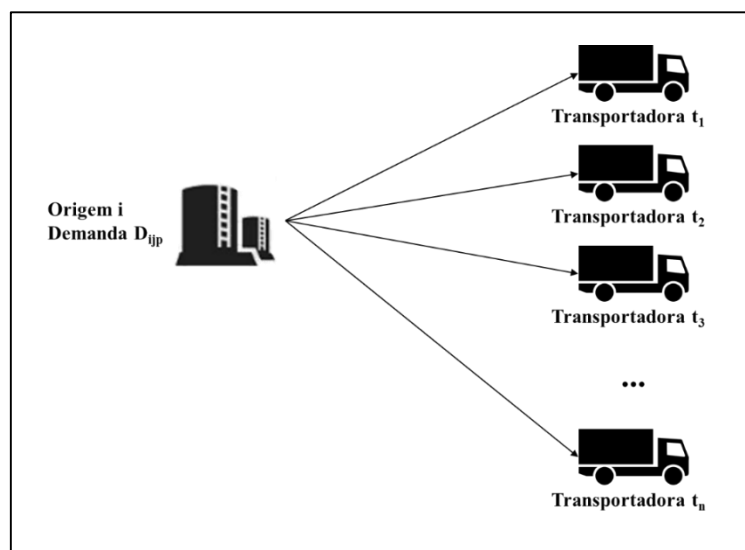 Transportadora t₁
Origem i
Demanda Dᵢⱼₚ
Transportadora t₂
Transportadora t₃
...
Transportadora tₙ